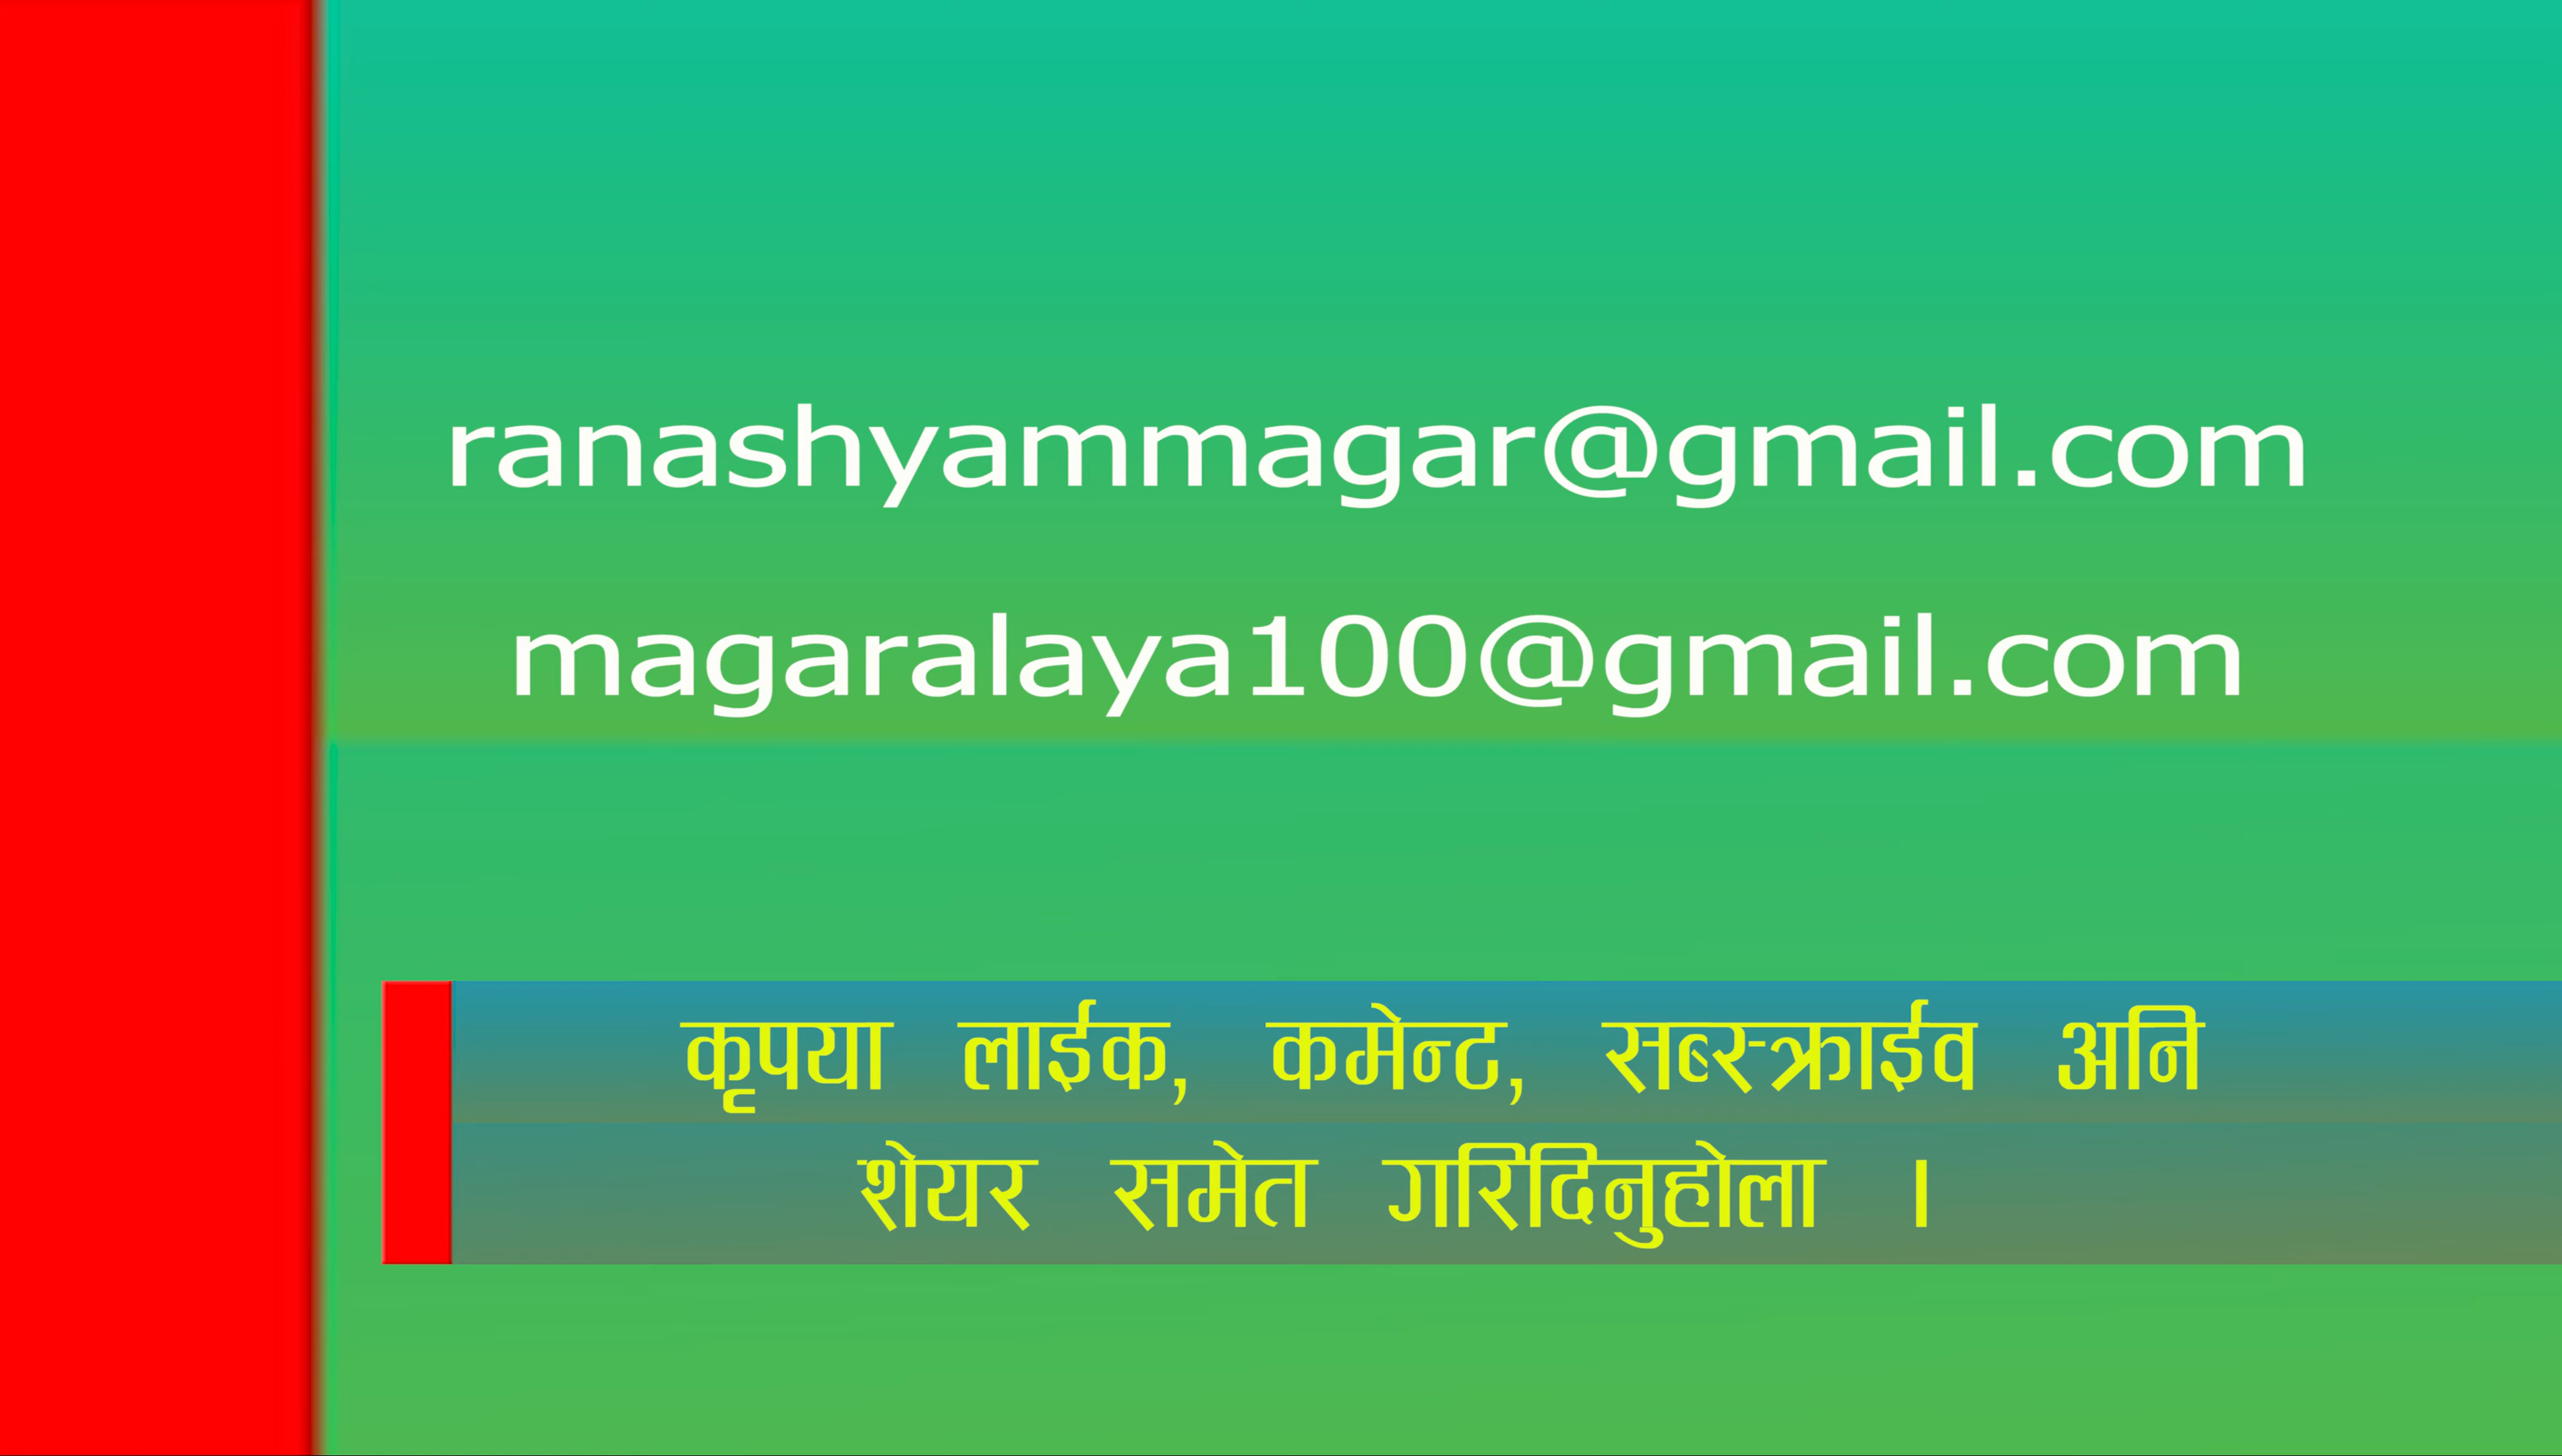 ranashyammagar@gmail.com
magaralaya100@gmail.com
कृपया लाईक, कमेन्ट, सब्स्क्राईव अनि
शेयर समेत गरिदिनुहोला ।